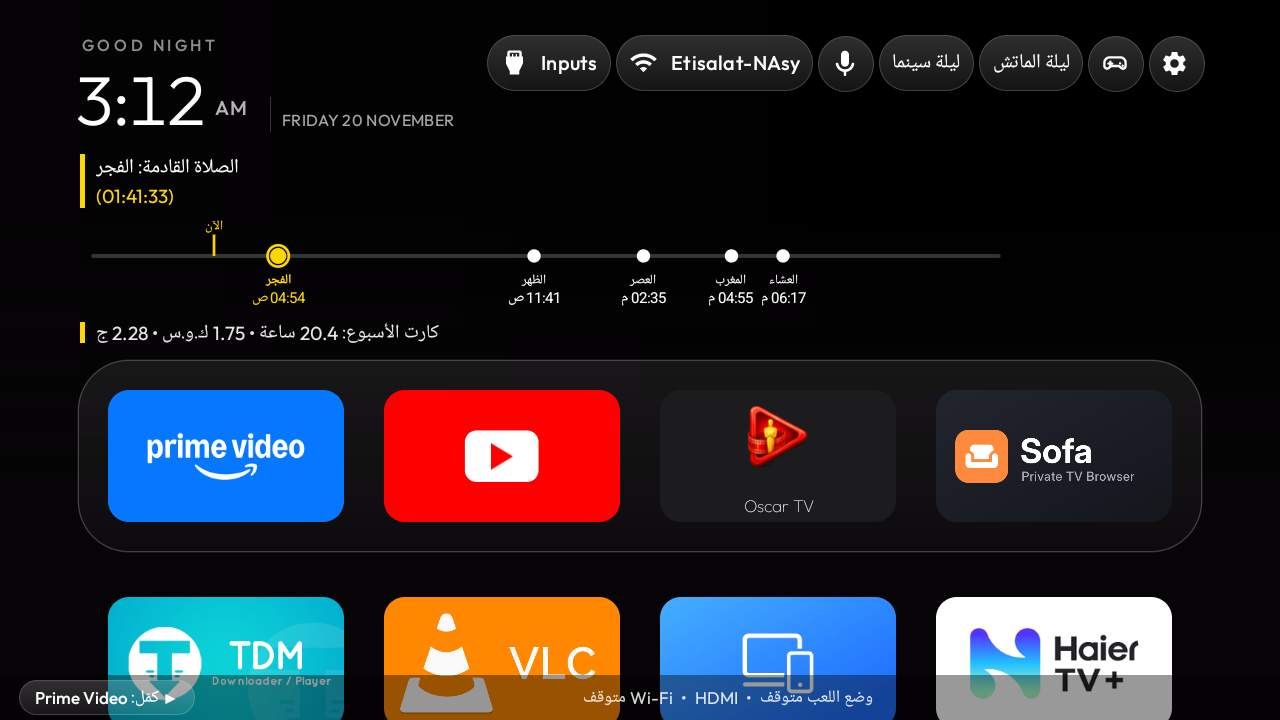 GOOD NIGHT
3:12 AM
FRIDAY 20 NOVEMBER
Inputs
Etisalat-NAsy
ليلة سينما
ليلة الماتش
الصلاة القادمة: الفجر
(01:41:33)
الآن
الفجر
04:54 ص
الظهر
11:41 ص
العصر
02:35 م
المغرب
04:55 م
العشاء
06:17 م
كارت الأسبوع: 20.4 ساعة • 1.75 ك.و.س • 2.28 ج
prime video
Oscar TV
Sofa
Private TV Browser
TDM
Downloader / Player
VLC
Haier
TV+
► كمّل: Prime Video
وضع اللعب متوقف • HDMI • Wi-Fi متوقف